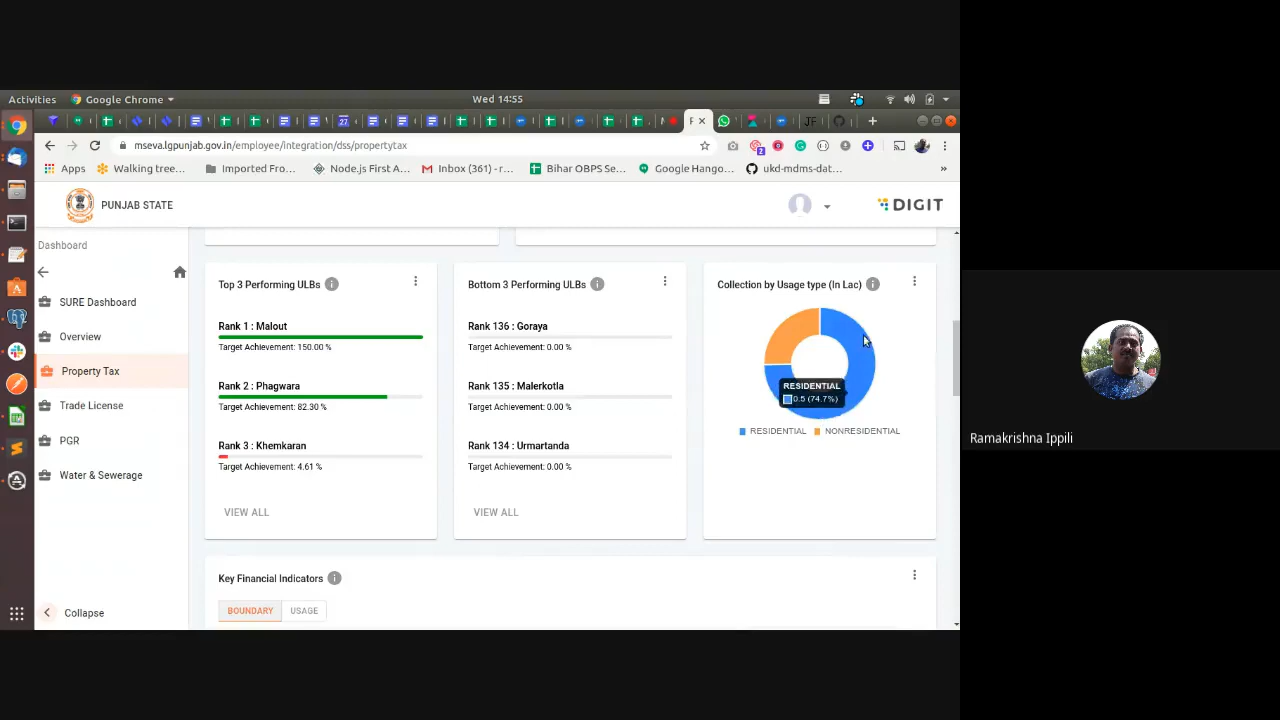 Activities
Google Chrome
Wed 14:55
27
JF
mseva.lgpunjab.gov.in/employee/integration/dss/propertytax
2
Apps
Walking tree...
Imported Fro...
Node.js First A...
Inbox (361) - r...
Bihar OBPS Se...
Google Hango...
ukd-mdms-dat...
»
PUNJAB STATE
DIGIT
Dashboard
SURE Dashboard
Overview
Property Tax
Trade License
PGR
Water & Sewerage
Collapse
Top 3 Performing ULBs
Rank 1 : Malout
Target Achievement: 150.00 %
Rank 2 : Phagwara
Target Achievement: 82.30 %
Rank 3 : Khemkaran
Target Achievement: 4.61 %
VIEW ALL
Bottom 3 Performing ULBs
Rank 136 : Goraya
Target Achievement: 0.00 %
Rank 135 : Malerkotla
Target Achievement: 0.00 %
Rank 134 : Urmartanda
Target Achievement: 0.00 %
VIEW ALL
Collection by Usage type (In Lac)
RESIDENTIAL
0.5 (74.7%)
RESIDENTIAL
NONRESIDENTIAL
Key Financial Indicators
BOUNDARY
USAGE
Ramakrishna Ippili